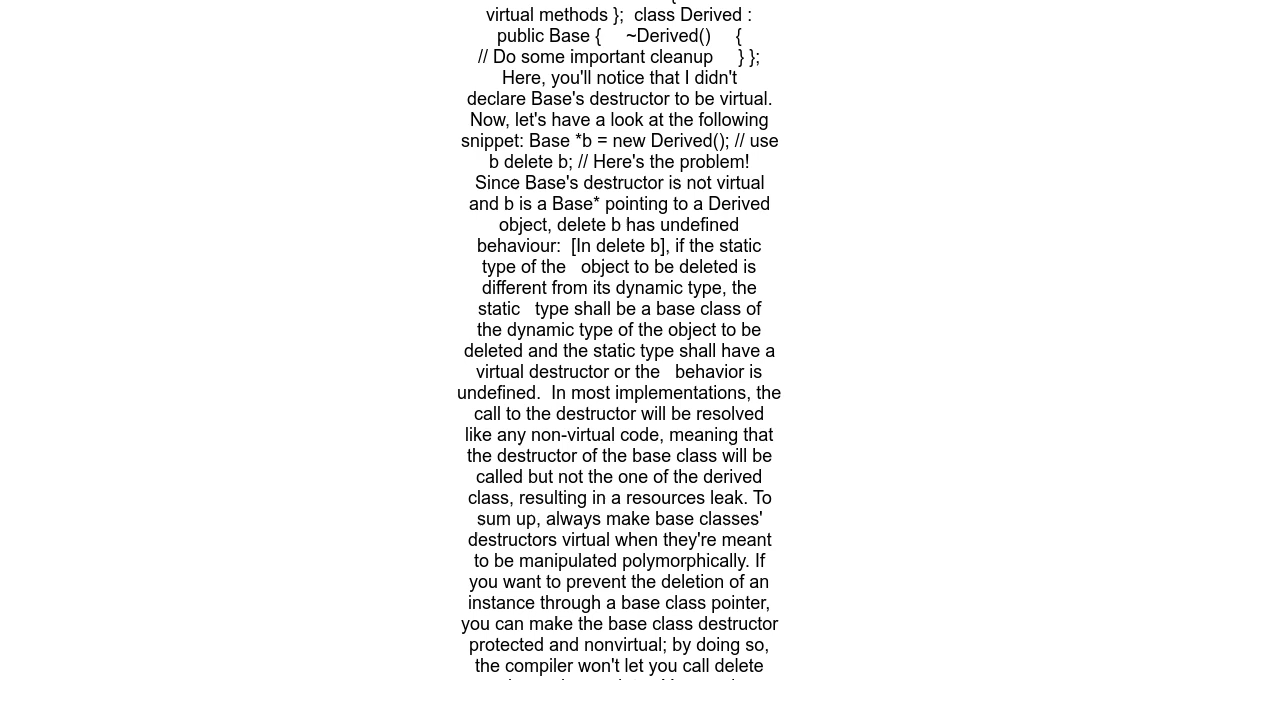 {
virtual methods };  class Derived :
public Base {     ~Derived()     {
// Do some important cleanup     } };
Here, you'll notice that I didn't
declare Base's destructor to be virtual.
Now, let's have a look at the following
snippet: Base *b = new Derived(); // use
b delete b; // Here's the problem!
Since Base's destructor is not virtual
and b is a Base* pointing to a Derived
object, delete b has undefined
behaviour:  [In delete b], if the static
type of the   object to be deleted is
different from its dynamic type, the
static   type shall be a base class of
the dynamic type of the object to be
deleted and the static type shall have a
virtual destructor or the   behavior is
undefined.  In most implementations, the
call to the destructor will be resolved
like any non-virtual code, meaning that
the destructor of the base class will be
called but not the one of the derived
class, resulting in a resources leak. To
sum up, always make base classes'
destructors virtual when they're meant
to be manipulated polymorphically. If
you want to prevent the deletion of an
instance through a base class pointer,
you can make the base class destructor
protected and nonvirtual; by doing so,
the compiler won't let you call delete